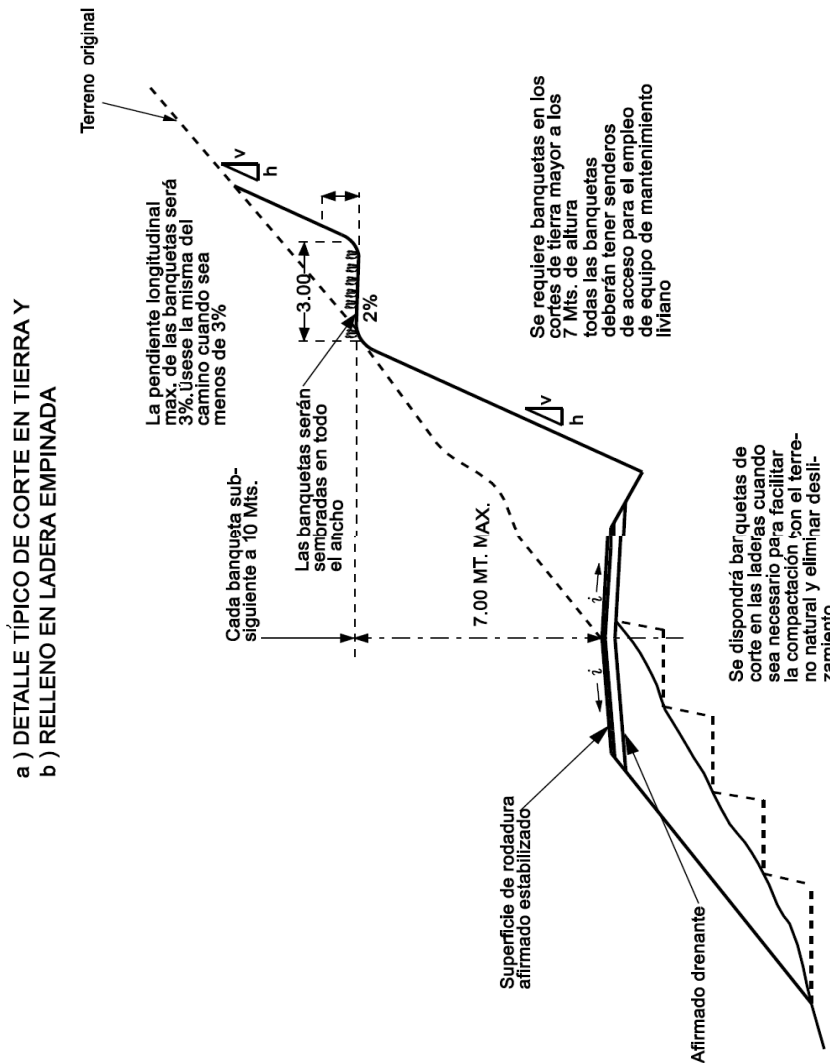 a ) DETALLE TÍPICO DE CORTE EN TIERRA Y
b ) RELLENO EN LADERA EMPINADA
Terreno original
La pendiente longitudinal
max. de las banquetas será
3%.Úsese la misma del
camino cuando sea
menos de 3%
v
h
3.00
2%
Cada banqueta sub-
siguiente a 10 Mts.
Las banquetas serán
sembradas en todo
el ancho
Se requiere banquetas en los
cortes de tierra mayor a los
7 Mts. de altura
todas las banquetas
deberán tener senderos
de acceso para el empleo
de equipo de mantenimiento
liviano
v
h
7.00 MT. MAX.
i
i
Superficie de rodadura
afirmado estabilizado
Afirmado drenante
Se dispondrá banquetas de
corte en las laderas cuando
sea necesario para facilitar
la compactación con el terre-
no natural y eliminar desli-
zamiento